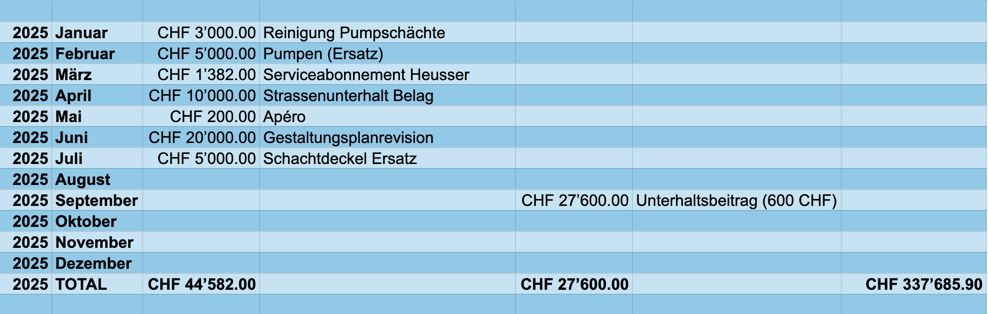 2025 Januar CHF 3’000.00 Reinigung Pumpschächte
2025 Februar CHF 5’000.00 Pumpen (Ersatz)
2025 März CHF 1’382.00 Serviceabonnement Heusser
2025 April CHF 10’000.00 Strassenunterhalt Belag
2025 Mai CHF 200.00 Apéro
2025 Juni CHF 20’000.00 Gestaltungsplanrevision
2025 Juli CHF 5’000.00 Schachtdeckel Ersatz
2025 August
2025 September CHF 27’600.00 Unterhaltsbeitrag (600 CHF)
2025 Oktober
2025 November
2025 Dezember
2025 TOTAL CHF 44’582.00 CHF 27’600.00 CHF 337’685.90